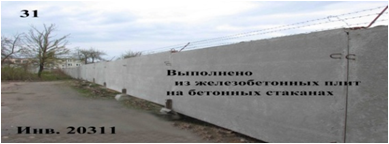 31
Выполнено
из железобетонных плит
на бетонных стаканах
Инв. 20311